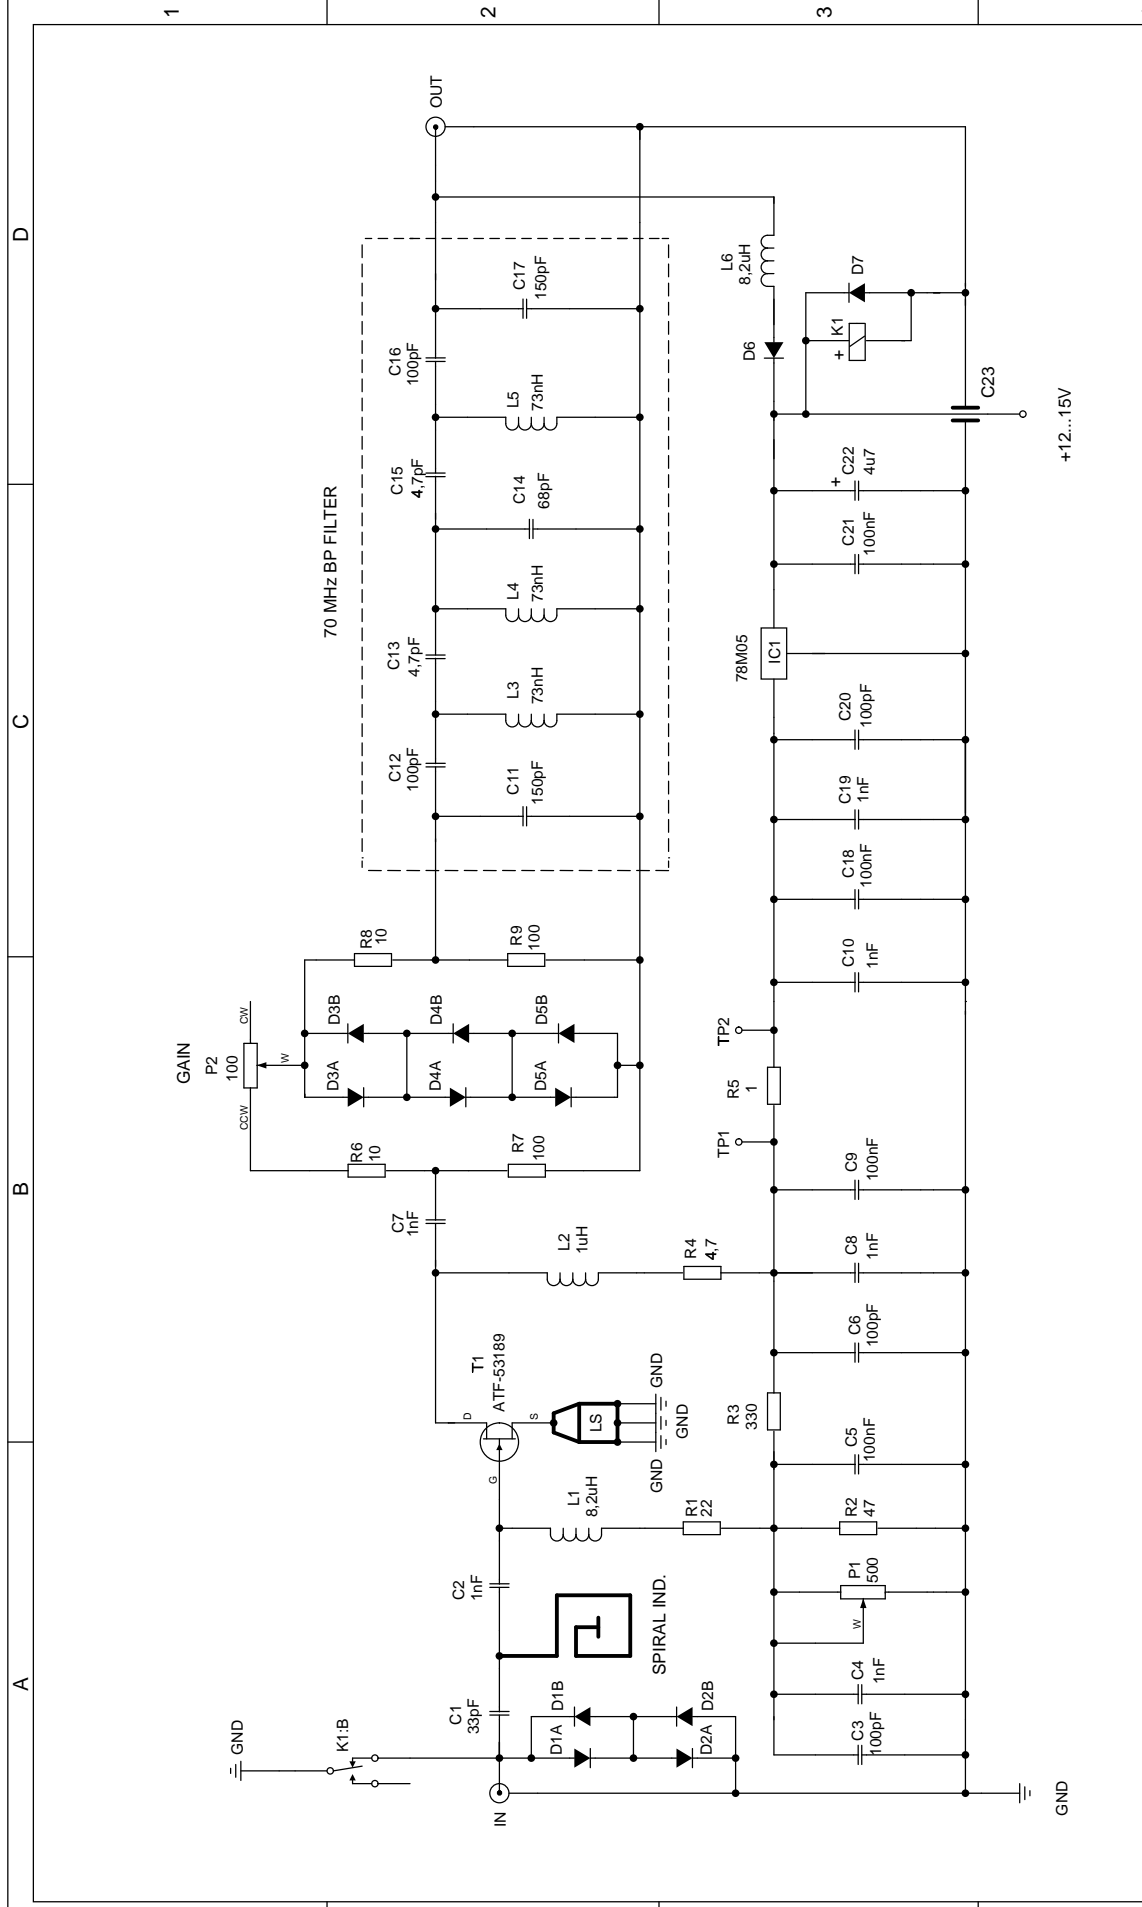 1
2
3
A
B
C
D
GND
K1:B
IN
C1
33pF
D1A
D1B
D2A
D2B
SPIRAL IND.
C2
1nF
L1
8,2uH
R1
22
G
D
S
T1
ATF-53189
LS
GND
GND
GND
C7
1nF
L2
1uH
R4
4,7
GAIN
P2
100
CCW
CW
W
R6
10
R7
100
D3A
D3B
D4A
D4B
D5A
D5B
R8
10
R9
100
70 MHz BP FILTER
C11
150pF
C12
100pF
L3
73nH
C13
4,7pF
L4
73nH
C14
68pF
C15
4,7pF
L5
73nH
C16
100pF
C17
150pF
OUT
C3
100pF
C4
1nF
P1
500
W
R2
47
C5
100nF
R3
330
C6
100pF
C8
1nF
C9
100nF
TP1
R5
1
TP2
C10
1nF
C18
100nF
C19
1nF
C20
100pF
78M05
IC1
C21
100nF
C22
4u7
+
D6
L6
8,2uH
K1
+
D7
C23
+12...15V
GND